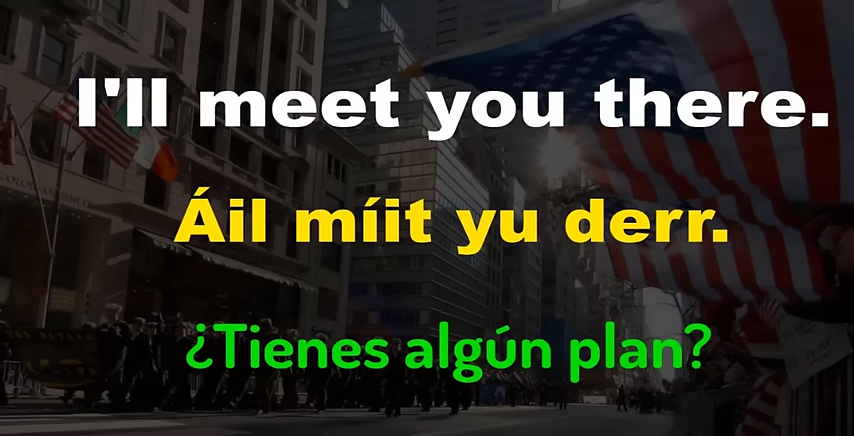 I'll meet you there.
Áil míit yu derr.
¿Tienes algún plan?